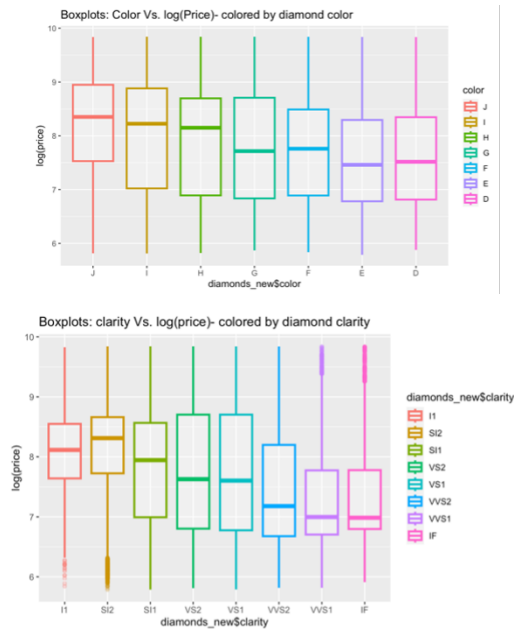 Boxplots: Color Vs. log(Price)- colored by diamond color
10
9
8
7
6
log(price)
J I H G F E D
diamonds_new$color
color
J
I
H
G
F
E
D
Boxplots: clarity Vs. log(price)- colored by diamond clarity
10
9
8
7
6
log(price)
I1 SI2 SI1 VS2 VS1 VVS2 VVS1 IF
diamonds_new$clarity
diamonds_new$clarity
I1
SI2
SI1
VS2
VS1
VVS2
VVS1
IF